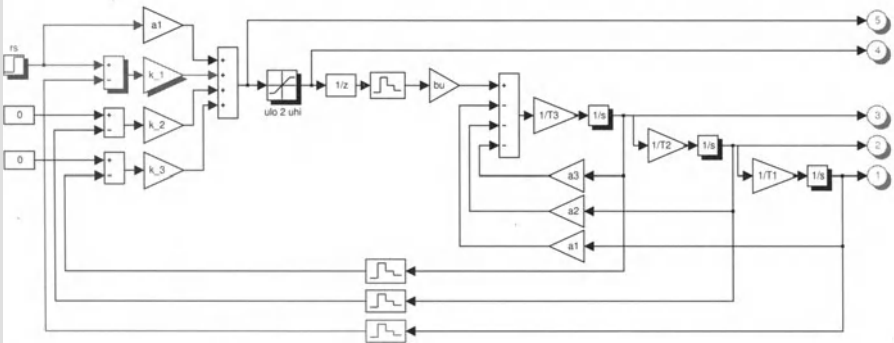 a1
5
rs
+
+
+
+
4
+
−
k_1
ulo 2 uhi
1/z
bu
+
−
−
−
1/T3
1/s
3
0
+
−
k_2
1/T2
1/s
2
0
+
−
k_3
a3
1/T1
1/s
1
a2
a1